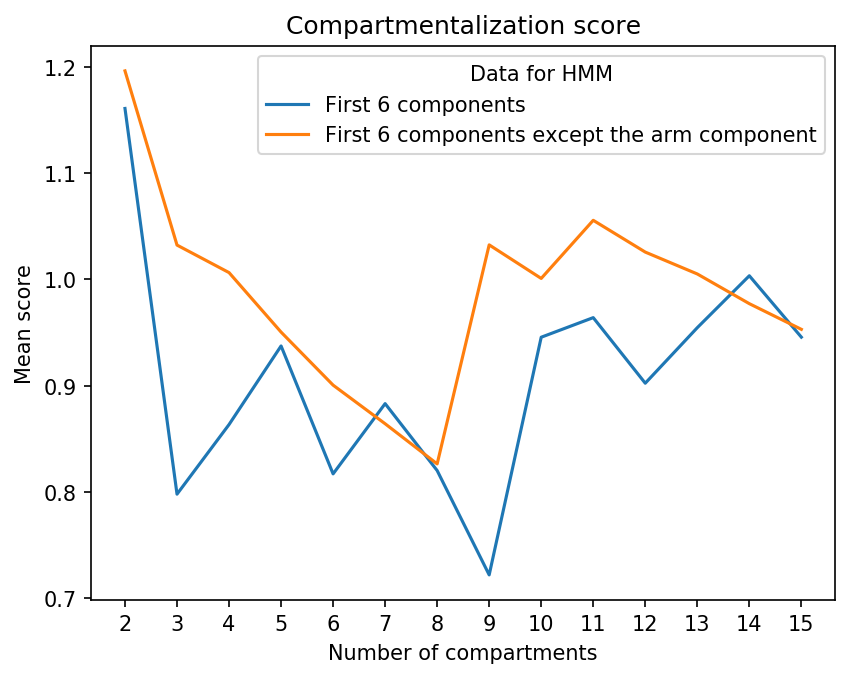 Compartmentalization score
Data for HMM
First 6 components
First 6 components except the arm component
Mean score
1.2
1.1
1.0
0.9
0.8
0.7
2 3 4 5 6 7 8 9 10 11 12 13 14 15
Number of compartments